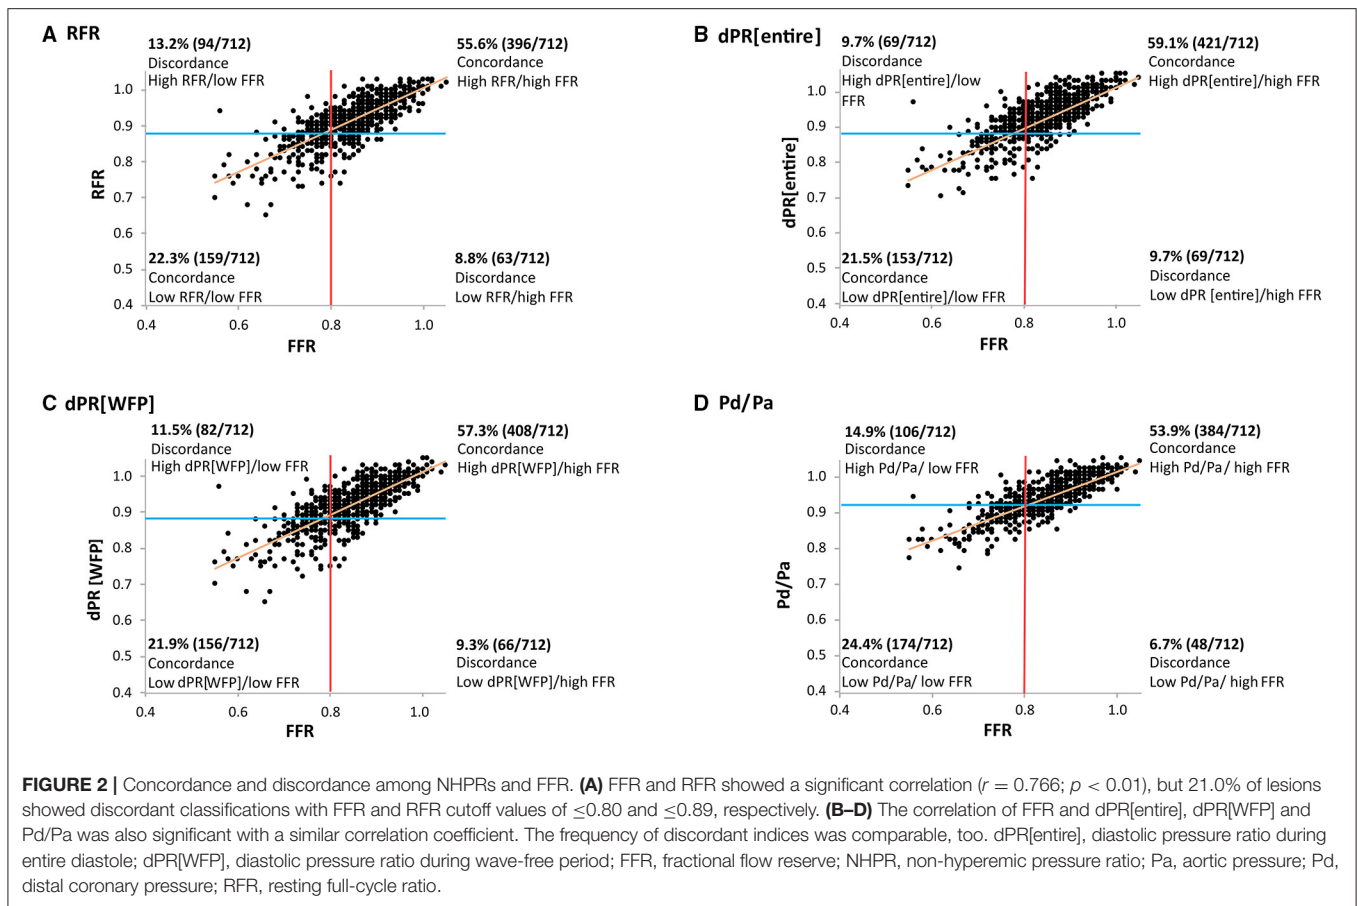 A RFR
13.2% (94/712)
Discordance
High RFR/low FFR
55.6% (396/712)
Concordance
High RFR/high FFR
1.0
0.9
0.8
0.7
0.6
0.5
0.4
RFR
22.3% (159/712)
Concordance
Low RFR/low FFR
8.8% (63/712)
Discordance
Low RFR/high FFR
0.4 0.6 0.8 1.0
FFR
B dPR[entire]
9.7% (69/712)
Discordance
High dPR[entire]/low
FFR
59.1% (421/712)
Concordance
High dPR[entire]/high FFR
1.0
0.9
0.8
0.7
0.6
0.5
0.4
dPR[entire]
21.5% (153/712)
Concordance
Low dPR[entire]/low FFR
9.7% (69/712)
Discordance
Low dPR [entire]/high FFR
0.4 0.6 0.8 1.0
FFR
C dPR[WFP]
11.5% (82/712)
Discordance
High dPR[WFP]/low FFR
57.3% (408/712)
Concordance
High dPR[WFP]/high FFR
1.0
0.9
0.8
0.7
0.6
0.5
0.4
dPR [WFP]
21.9% (156/712)
Concordance
Low dPR[WFP]/low FFR
9.3% (66/712)
Discordance
Low dPR[WFP]/high FFR
0.4 0.6 0.8 1.0
FFR
D Pd/Pa
14.9% (106/712)
Discordance
High Pd/Pa/ low FFR
53.9% (384/712)
Concordance
High Pd/Pa/ high FFR
1.0
0.9
0.8
0.7
0.6
0.5
0.4
Pd/Pa
24.4% (174/712)
Concordance
Low Pd/Pa/ low FFR
6.7% (48/712)
Discordance
Low Pd/Pa/ high FFR
0.4 0.6 0.8 1.0
FFR
FIGURE 2 | Concordance and discordance among NHPRs and FFR. (A) FFR and RFR showed a significant correlation (r = 0.766; p < 0.01), but 21.0% of lesions
showed discordant classifications with FFR and RFR cutoff values of ≤0.80 and ≤0.89, respectively. (B–D) The correlation of FFR and dPR[entire], dPR[WFP] and
Pd/Pa was also significant with a similar correlation coefficient. The frequency of discordant indices was comparable, too. dPR[entire], diastolic pressure ratio during
entire diastole; dPR[WFP], diastolic pressure ratio during wave-free period; FFR, fractional flow reserve; NHPR, non-hyperemic pressure ratio; Pa, aortic pressure; Pd,
distal coronary pressure; RFR, resting full-cycle ratio.